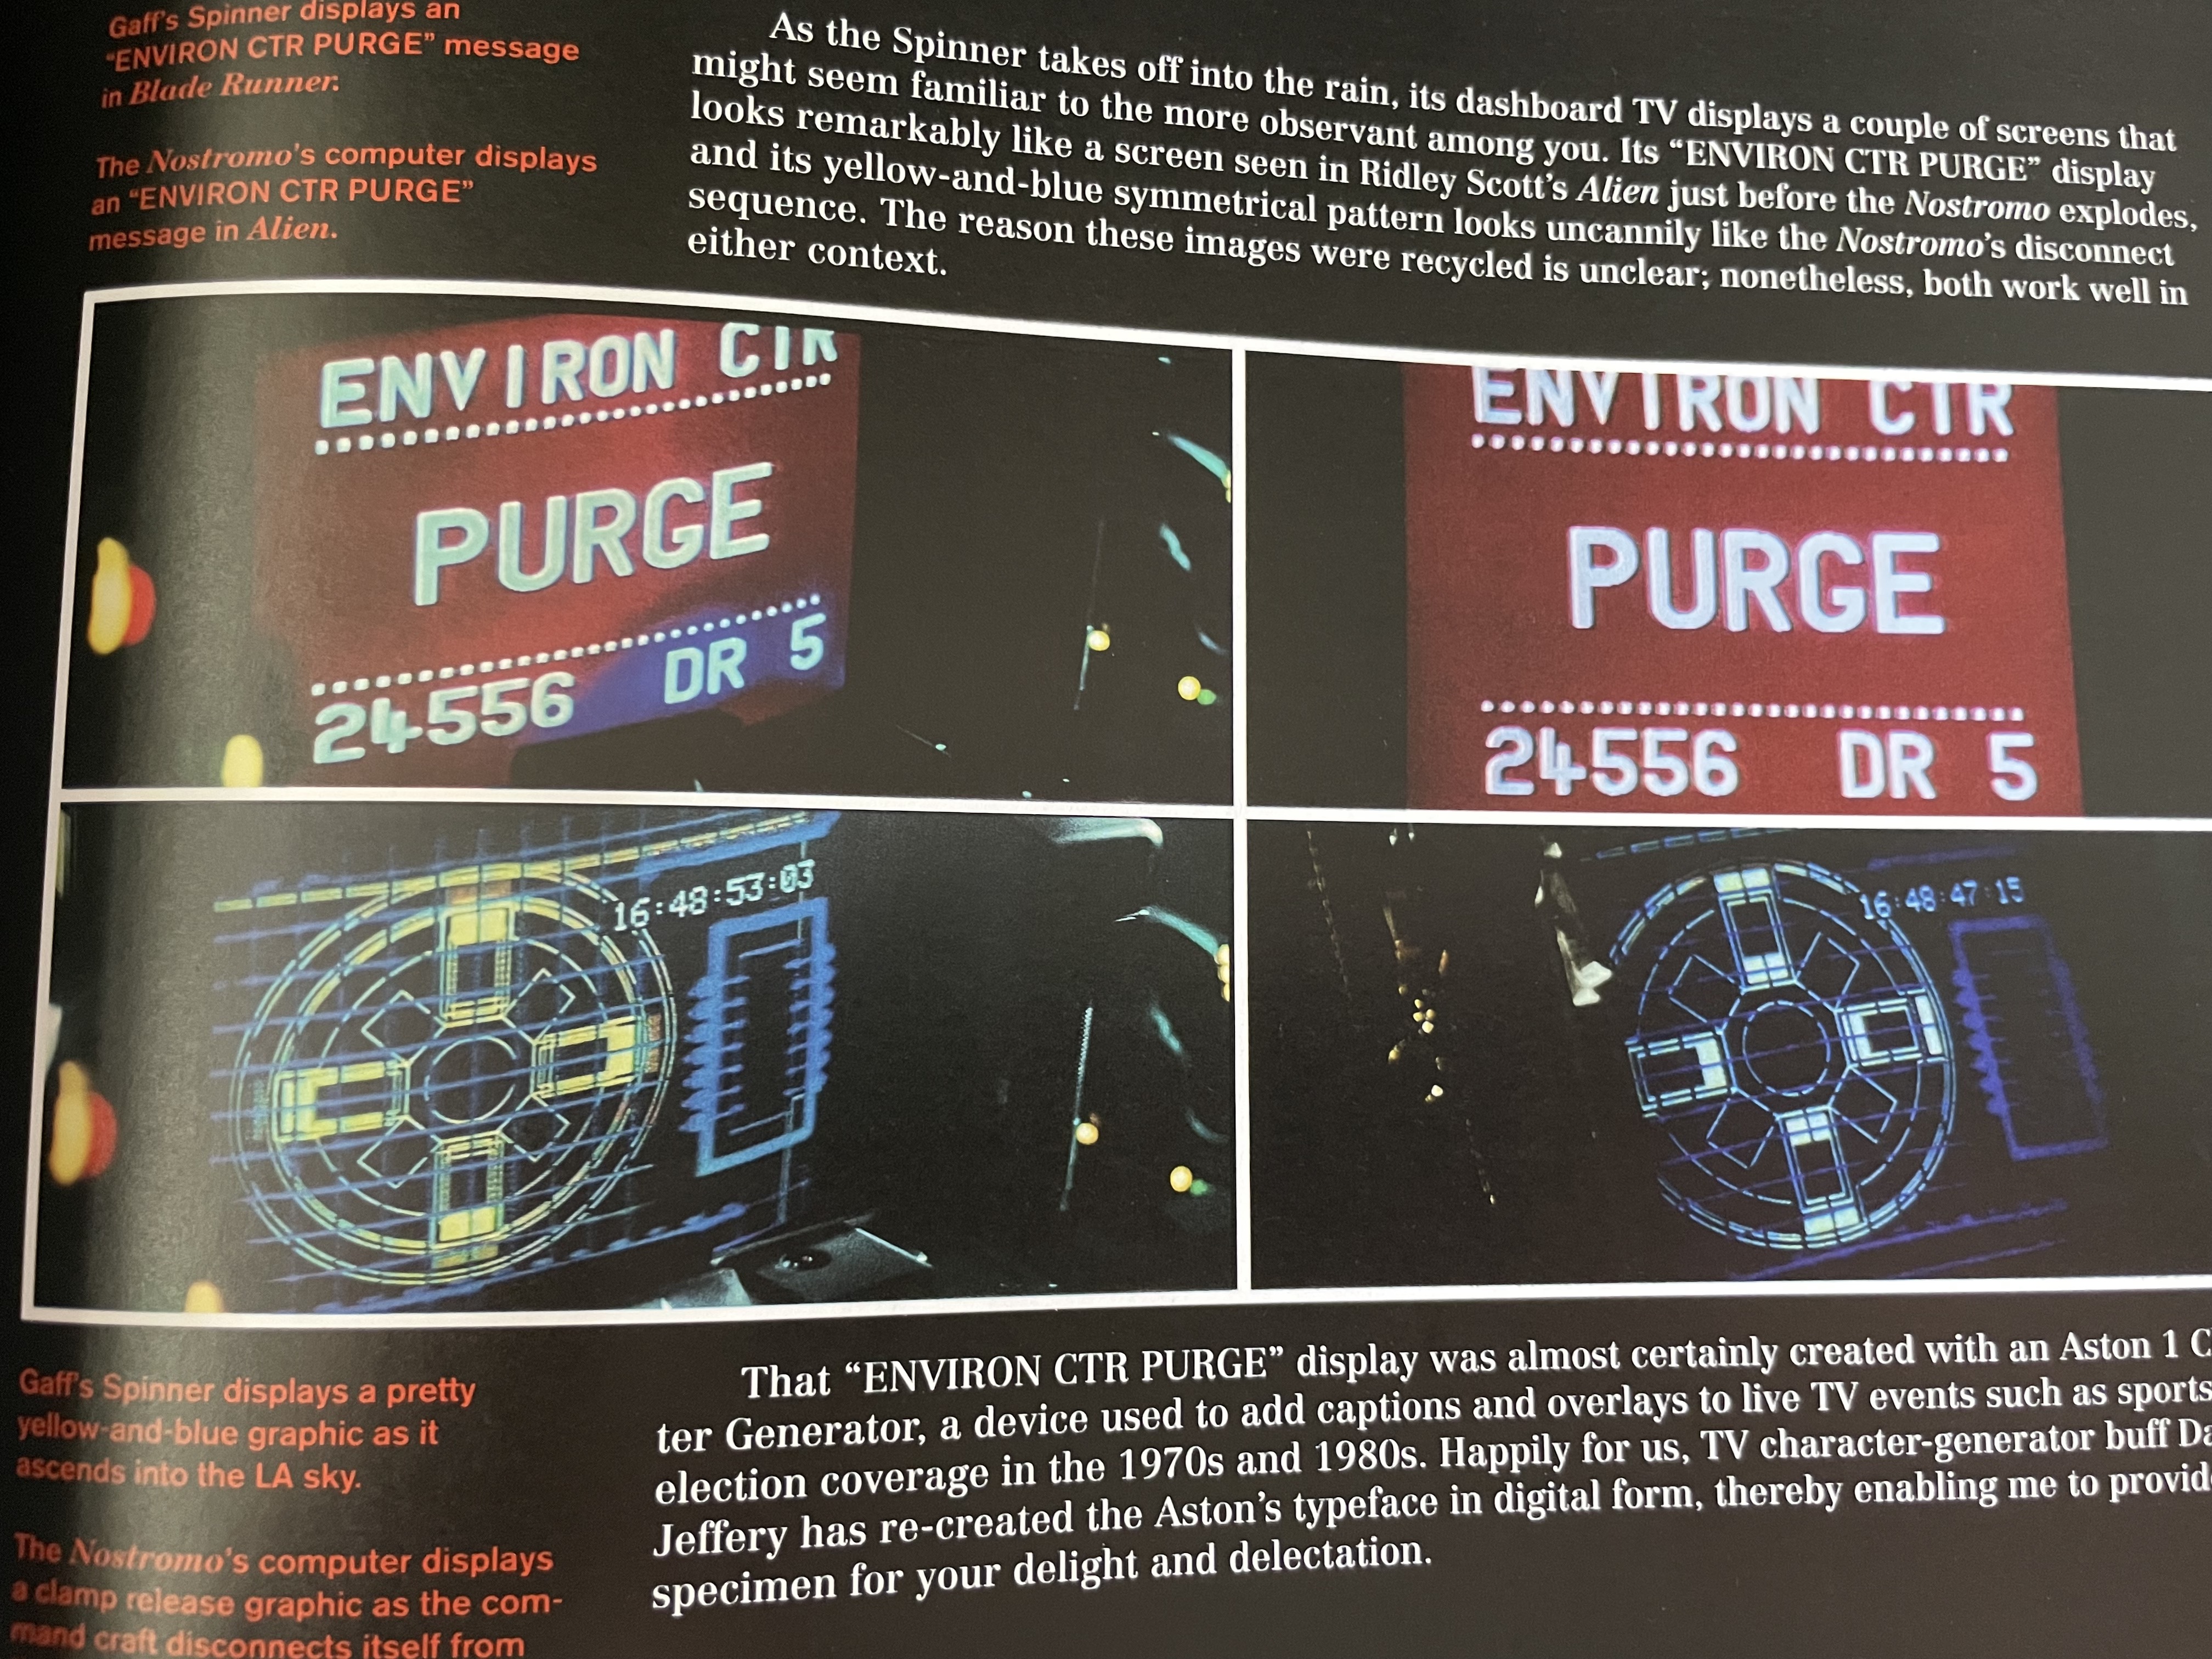 Gaff's Spinner displays an
“ENVIRON CTR PURGE” message
in Blade Runner.
The Nostromo's computer displays
an “ENVIRON CTR PURGE”
message in Alien.
As the Spinner takes off into the rain, its dashboard TV displays a couple of screens that
might seem familiar to the more observant among you. Its “ENVIRON CTR PURGE” display
looks remarkably like a screen seen in Ridley Scott's Alien just before the Nostromo explodes,
and its yellow-and-blue symmetrical pattern looks uncannily like the Nostromo's disconnect
sequence. The reason these images were recycled is unclear; nonetheless, both work well in
either context.
ENVIRON CTR
PURGE
24556 DR 5
ENVIRON CTR
PURGE
24556 DR 5
16:48:53:03
16:48:47:15
Gaff's Spinner displays a pretty
yellow-and-blue graphic as it
ascends into the LA sky.
The Nostromo's computer displays
a clamp release graphic as the com-
mand craft disconnects itself from
That “ENVIRON CTR PURGE” display was almost certainly created with an Aston 1 C
ter Generator, a device used to add captions and overlays to live TV events such as sports
election coverage in the 1970s and 1980s. Happily for us, TV character-generator buff Da
Jeffery has re-created the Aston's typeface in digital form, thereby enabling me to provid
specimen for your delight and delectation.